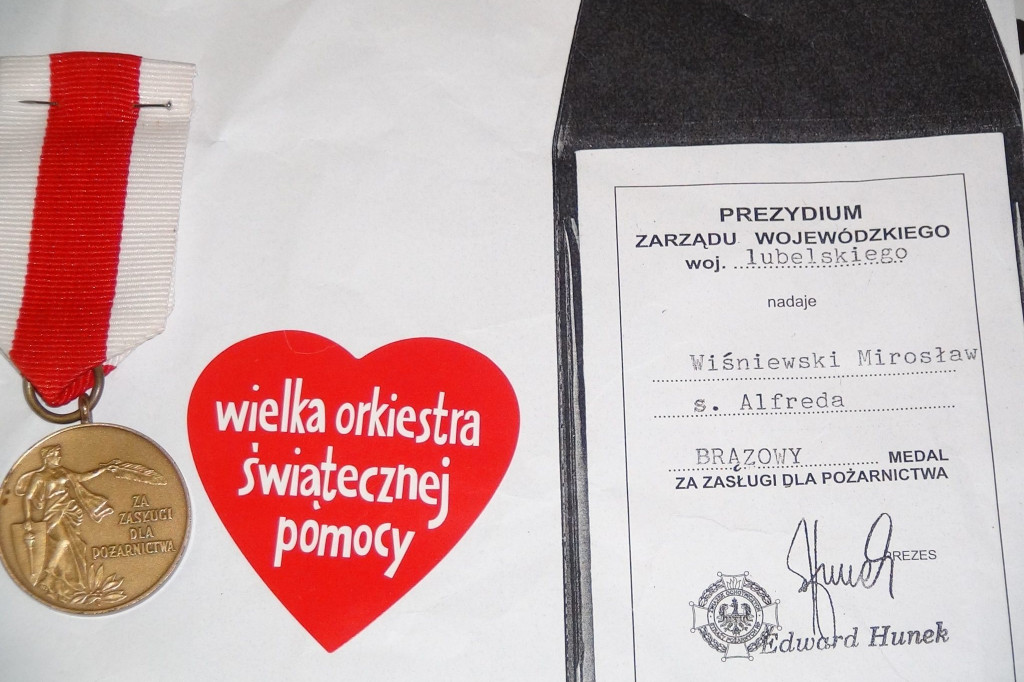 ZA
ZASŁUGI
DLA
POŻARNICTWA
wielka orkiestra
świątecznej
pomocy
PREZYDIUM
ZARZĄDU WOJEWÓDZKIEGO
woj. lubelskiego
nadaje
Wiśniewski Mirosław
s. Alfreda
BRĄZOWY MEDAL
ZA ZASŁUGI DLA POŻARNICTWA
PREZES
Edward Hunek